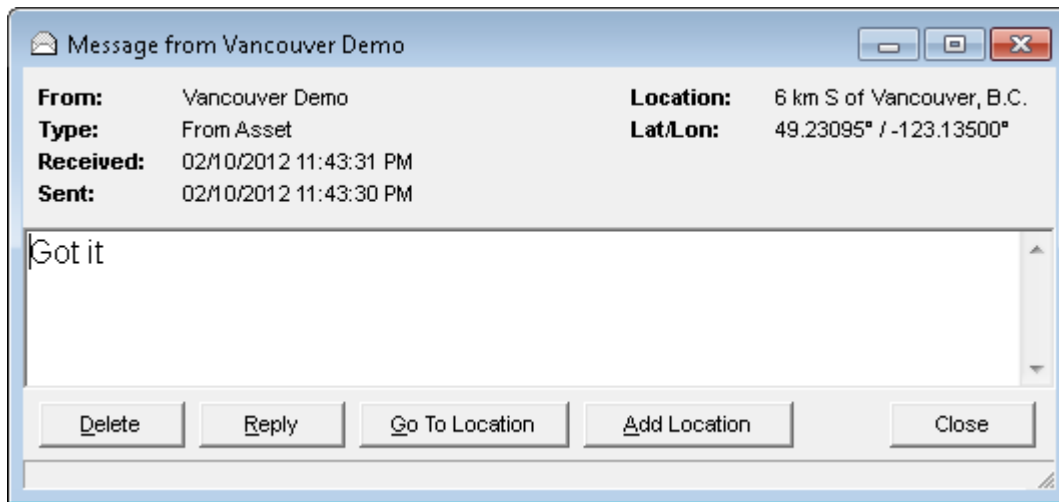 Message from Vancouver Demo
From: Vancouver Demo Location: 6 km S of Vancouver, B.C.
Type: From Asset Lat/Lon: 49.23095° / -123.13500°
Received: 02/10/2012 11:43:31 PM
Sent: 02/10/2012 11:43:30 PM
Got it
Delete Reply Go To Location Add Location Close